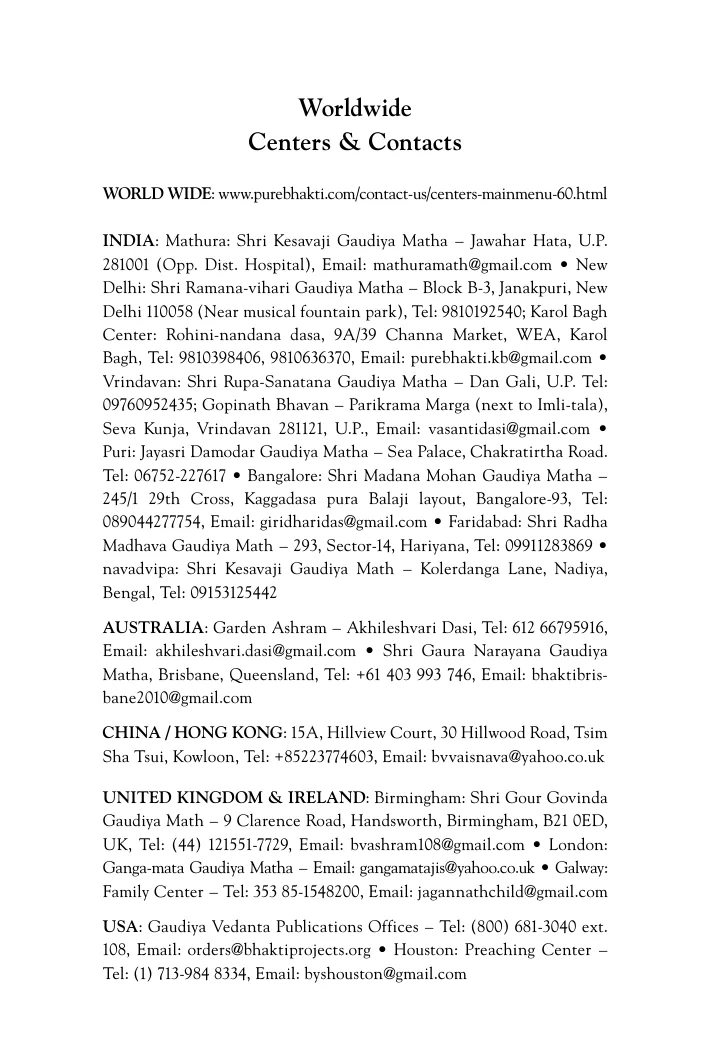 Worldwide
Centers & Contacts
WORLD WIDE: www.purebhakti.com/contact-us/centers-mainmenu-60.html
INDIA: Mathura: Shri Kesavaji Gaudiya Matha – Jawahar Hata, U.P.
281001 (Opp. Dist. Hospital), Email: mathuramath@gmail.com • New
Delhi: Shri Ramana-vihari Gaudiya Matha – Block B-3, Janakpuri, New
Delhi 110058 (Near musical fountain park), Tel: 9810192540; Karol Bagh
Center: Rohini-nandana dasa, 9A/39 Channa Market, WEA, Karol
Bagh, Tel: 9810398406, 9810636370, Email: purebhakti.kb@gmail.com •
Vrindavan: Shri Rupa-Sanatana Gaudiya Matha – Dan Gali, U.P. Tel:
09760952435; Gopinath Bhavan – Parikrama Marga (next to Imli-tala),
Seva Kunja, Vrindavan 281121, U.P., Email: vasantidasi@gmail.com •
Puri: Jayasri Damodar Gaudiya Matha – Sea Palace, Chakratirtha Road.
Tel: 06752-227617 • Bangalore: Shri Madana Mohan Gaudiya Matha –
245/1 29th Cross, Kaggadasa pura Balaji layout, Bangalore-93, Tel:
089044277754, Email: giridharidas@gmail.com • Faridabad: Shri Radha
Madhava Gaudiya Math – 293, Sector-14, Hariyana, Tel: 09911283869 •
navadvipa: Shri Kesavaji Gaudiya Math – Kolerdanga Lane, Nadiya,
Bengal, Tel: 09153125442
AUSTRALIA: Garden Ashram – Akhileshvari Dasi, Tel: 612 66795916,
Email: akhileshvari.dasi@gmail.com • Shri Gaura Narayana Gaudiya
Matha, Brisbane, Queensland, Tel: +61 403 993 746, Email: bhaktibris-
bane2010@gmail.com
CHINA / HONG KONG: 15A, Hillview Court, 30 Hillwood Road, Tsim
Sha Tsui, Kowloon, Tel: +85223774603, Email: bvvaisnava@yahoo.co.uk
UNITED KINGDOM & IRELAND: Birmingham: Shri Gour Govinda
Gaudiya Math – 9 Clarence Road, Handsworth, Birmingham, B21 0ED,
UK, Tel: (44) 121551-7729, Email: bvashram108@gmail.com • London:
Ganga-mata Gaudiya Matha – Email: gangamatajis@yahoo.co.uk • Galway:
Family Center – Tel: 353 85-1548200, Email: jagannathchild@gmail.com
USA: Gaudiya Vedanta Publications Offices – Tel: (800) 681-3040 ext.
108, Email: orders@bhaktiprojects.org • Houston: Preaching Center –
Tel: (1) 713-984 8334, Email: byshouston@gmail.com